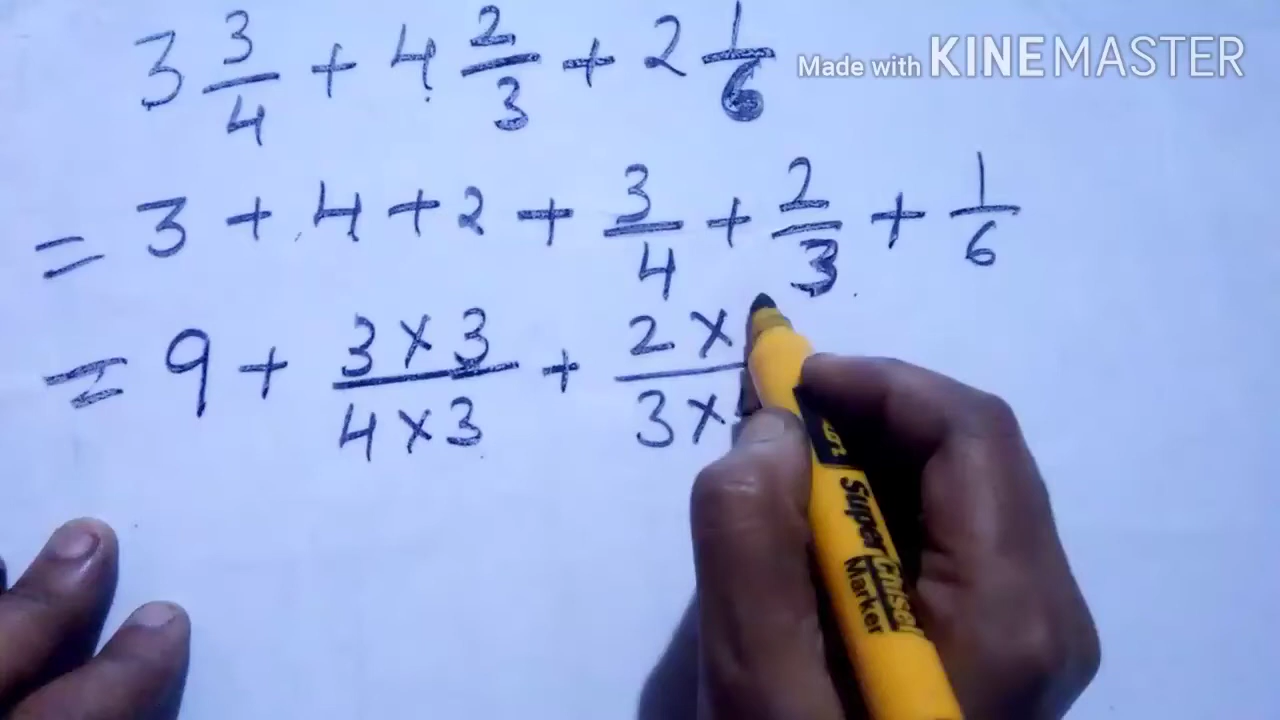 3 3/4 + 4 2/3 + 2 1/6
Made with KINEMASTER
= 3 + 4 + 2 + 3/4 + 2/3 + 1/6
= 9 + 3×3/4×3 + 2×/3×
Super Chisel
Marker